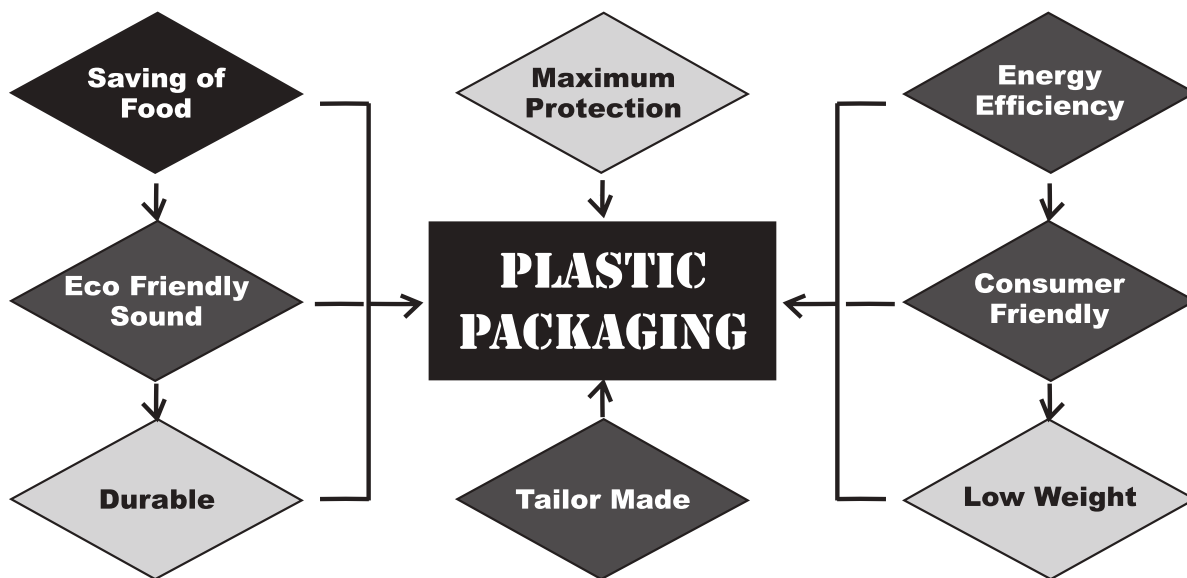 Saving of
Food
Maximum
Protection
Energy
Efficiency
Eco Friendly
Sound
PLASTIC
PACKAGING
Consumer
Friendly
Durable
Tailor Made
Low Weight